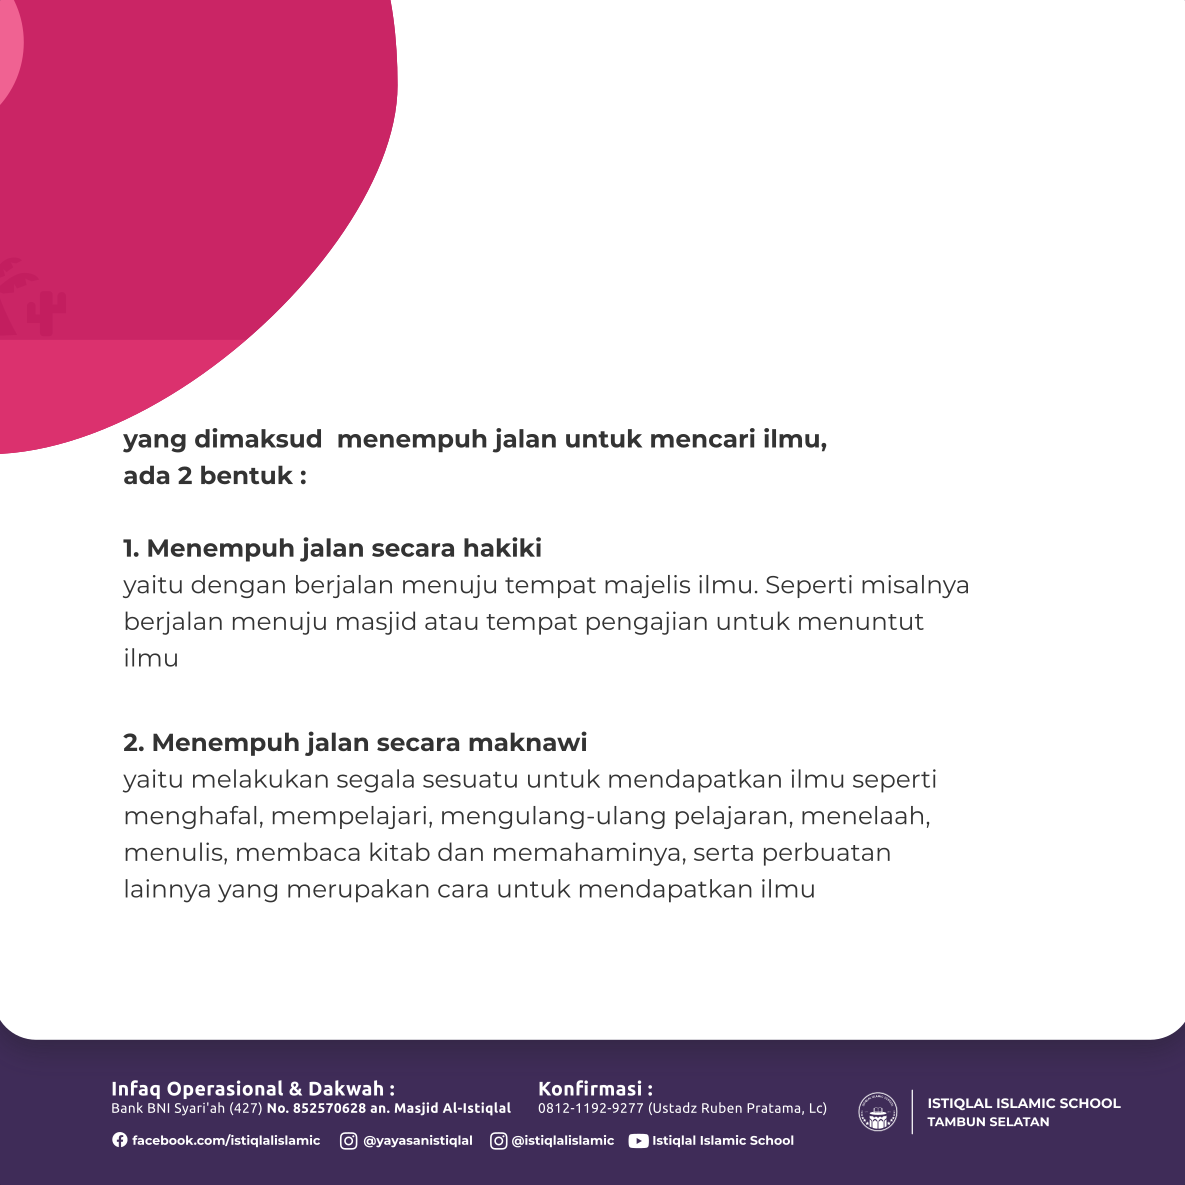 yang dimaksud  menempuh jalan untuk mencari ilmu,
ada 2 bentuk :
1. Menempuh jalan secara hakiki
yaitu dengan berjalan menuju tempat majelis ilmu. Seperti misalnya
berjalan menuju masjid atau tempat pengajian untuk menuntut
ilmu
2. Menempuh jalan secara maknawi
yaitu melakukan segala sesuatu untuk mendapatkan ilmu seperti
menghafal, mempelajari, mengulang-ulang pelajaran, menelaah,
menulis, membaca kitab dan memahaminya, serta perbuatan
lainnya yang merupakan cara untuk mendapatkan ilmu
Infaq Operasional & Dakwah :
Bank BNI Syari'ah (427) No. 852570628 an. Masjid Al-Istiqlal
Konfirmasi :
0812-1192-9277 (Ustadz Ruben Pratama, Lc)
facebook.com/istiqlalislamic
@yayasanistiqlal
@istiqlalislamic
Istiqlal Islamic School
ISTIQLAL ISLAMIC SCHOOL
TAMBUN SELATAN